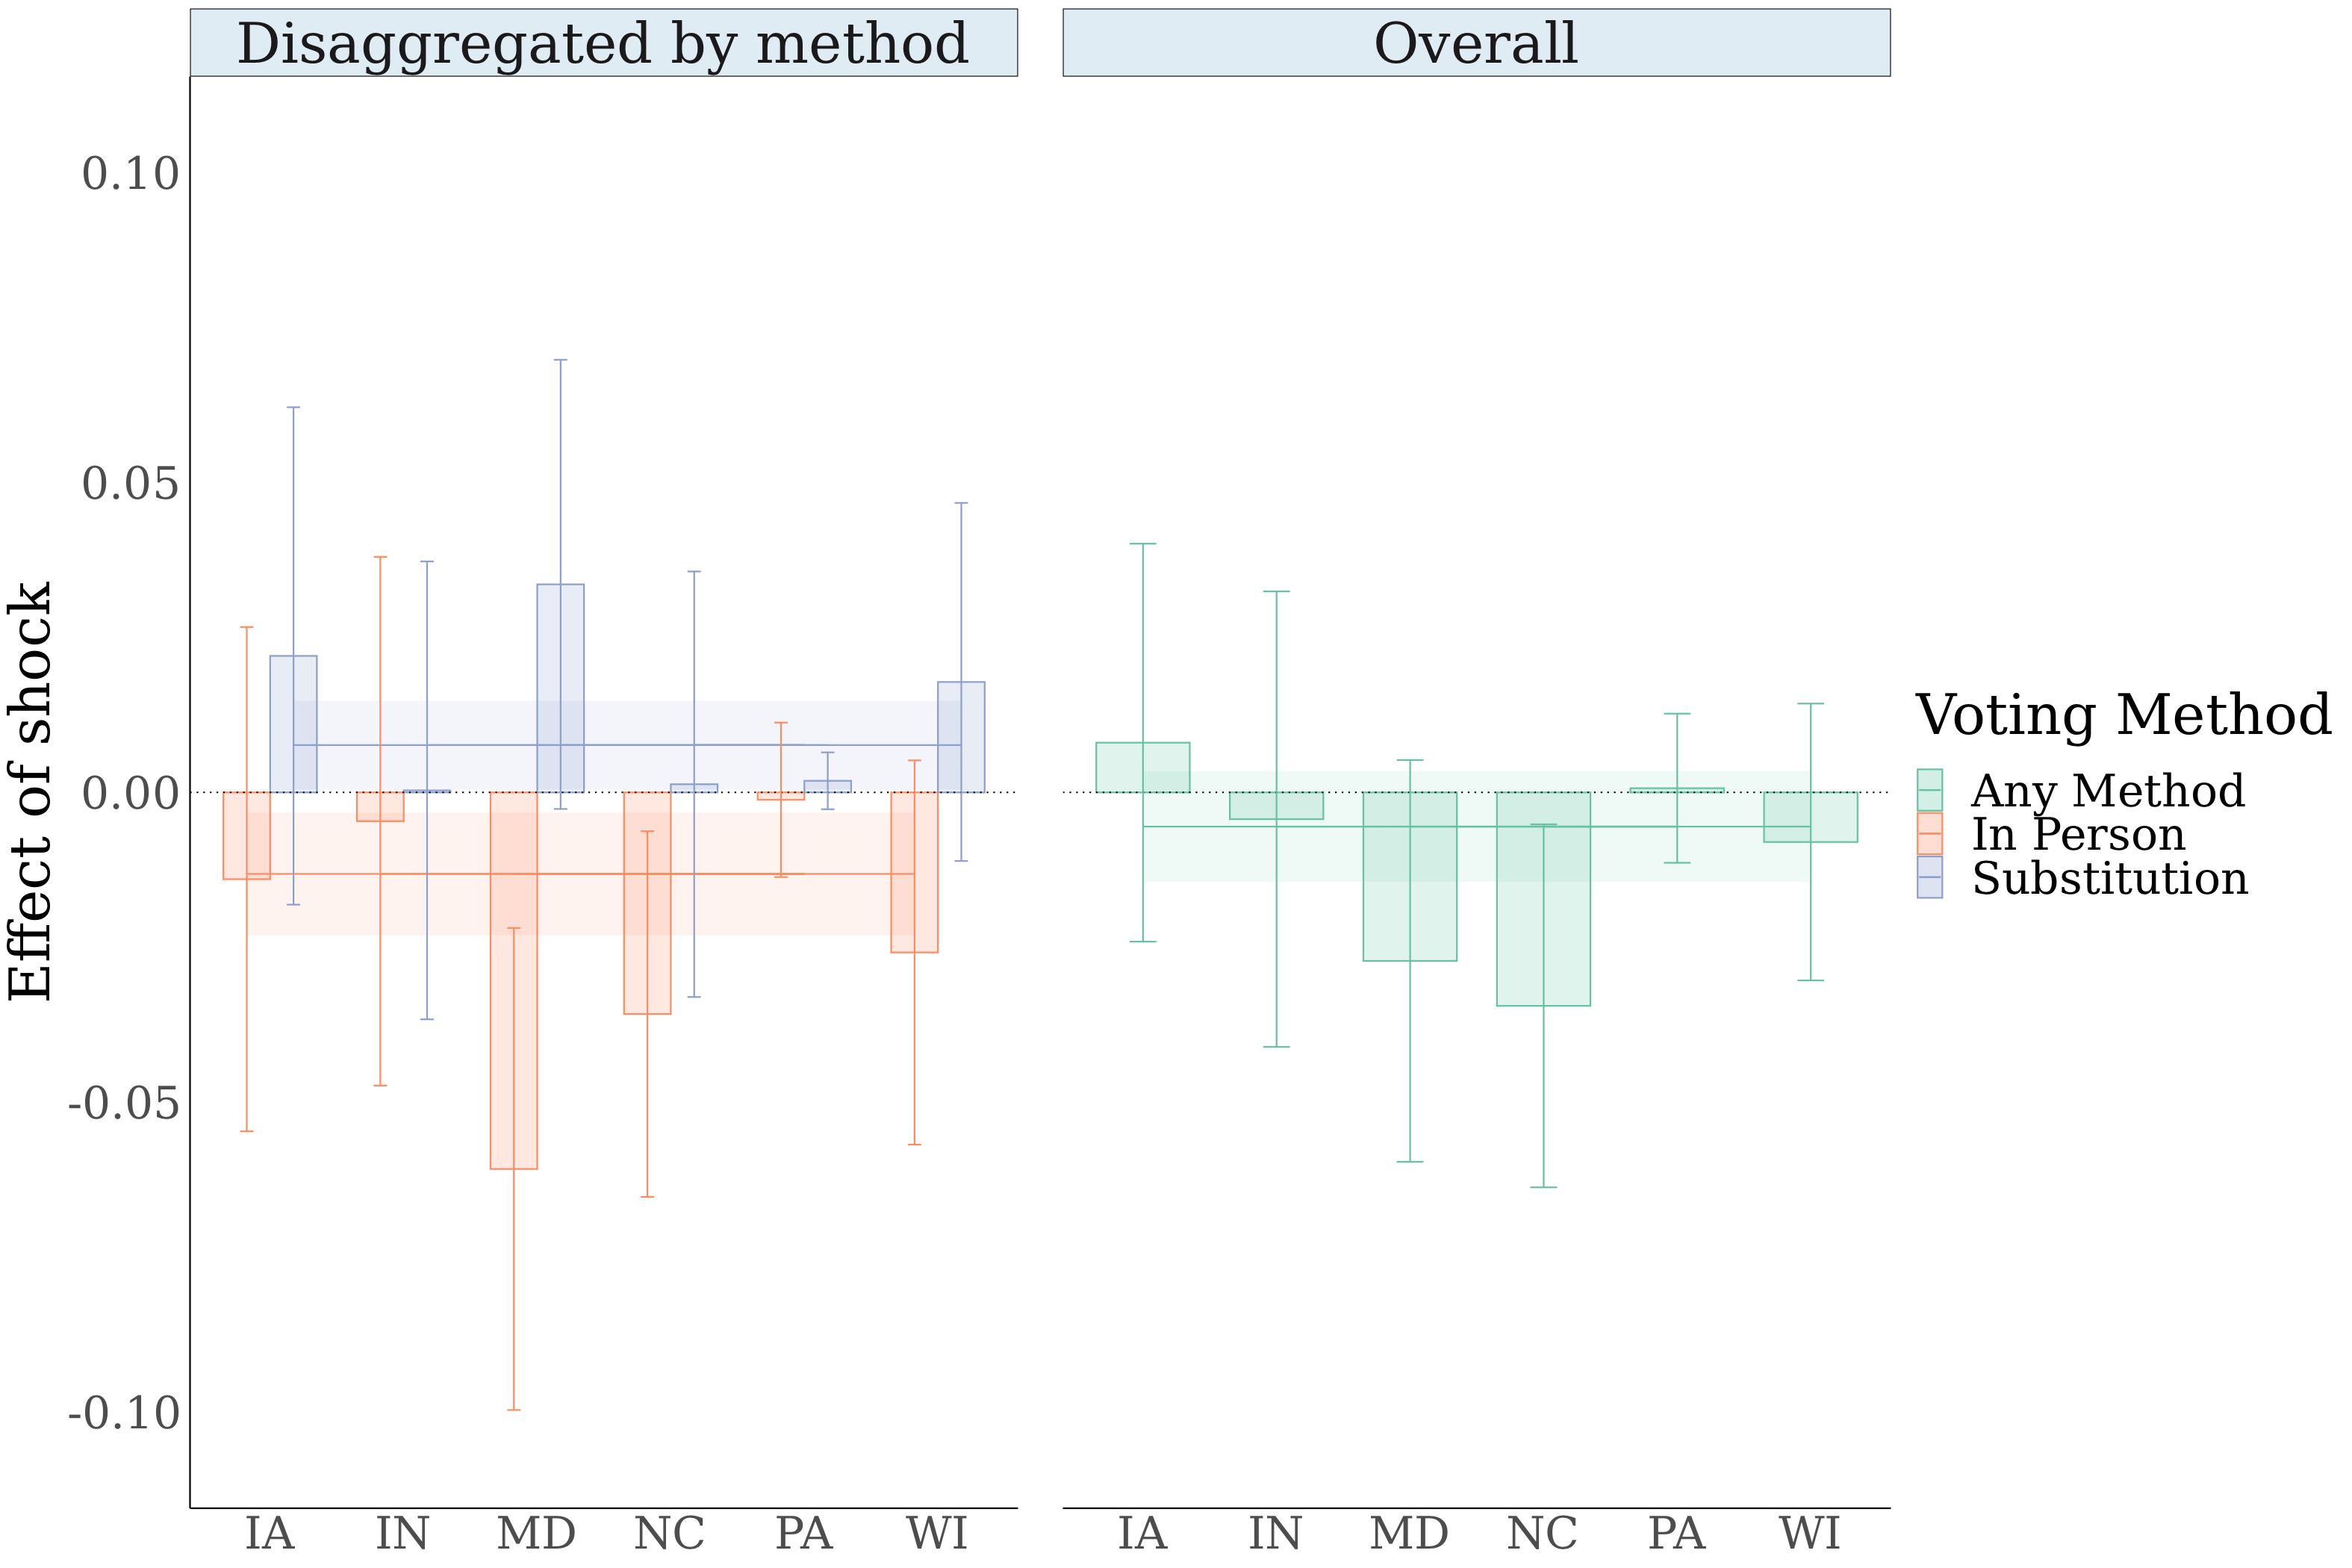 Disaggregated by method
Overall
Effect of shock
0.10
0.05
0.00
-0.05
-0.10
IA IN MD NC PA WI
IA IN MD NC PA WI
Voting Method
Any Method
In Person
Substitution